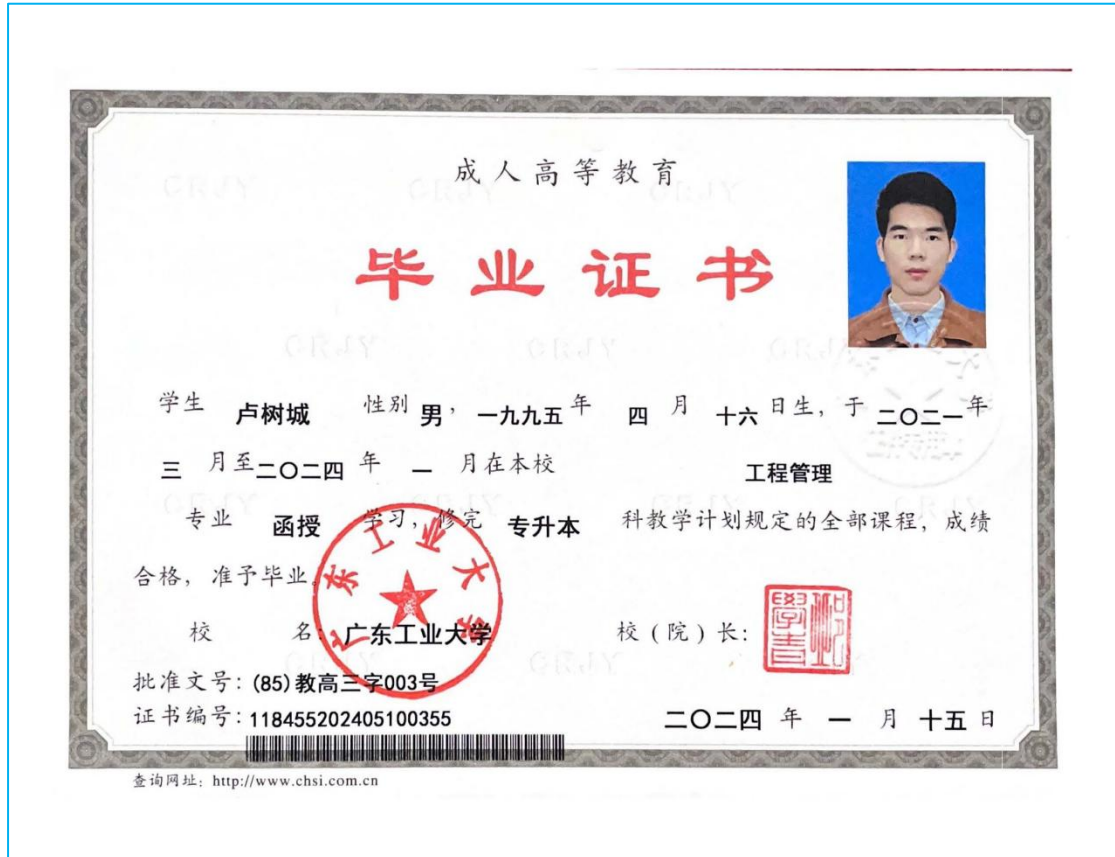 成人高等教育
毕业证书
学生 卢树城 性别 男，一九九五年 四 月 十六 日生，于 二〇二一年
三 月至二〇二四 年 一 月在本校 工程管理
专业 函授 学习，修完 专升本 科教学计划规定的全部课程，成绩
合格，准予毕业。
广东工业大学
校 名：广东工业大学 校（院）长：
批准文号：(85)教高三字003号
证书编号：118455202405100355
二〇二四 年 一 月 十五 日
查询网址：http://www.chsi.com.cn